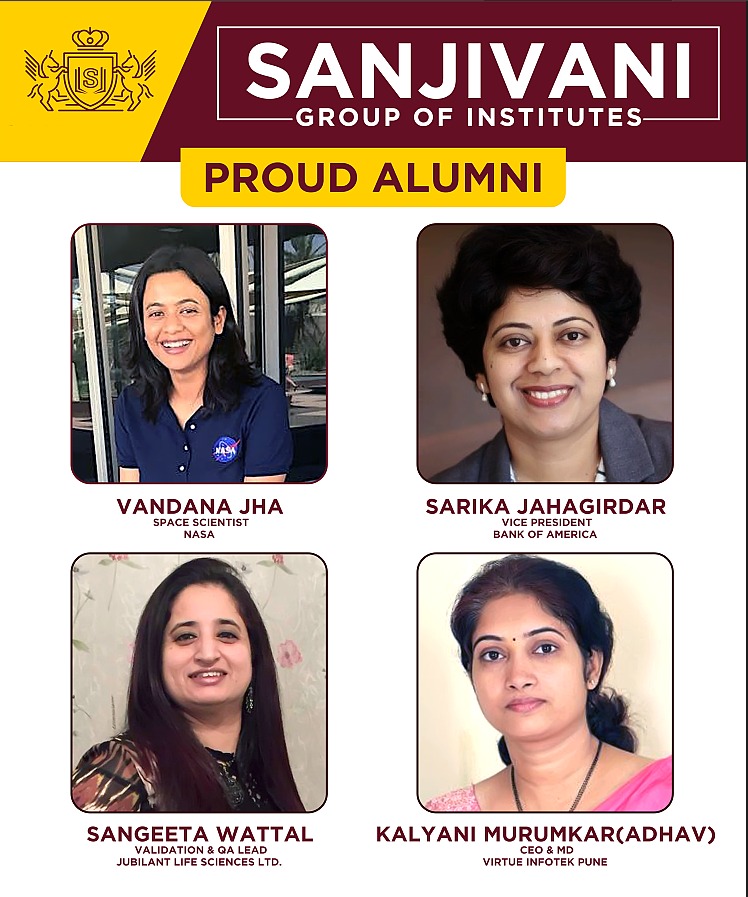 SANJIVANI
GROUP OF INSTITUTES
PROUD ALUMNI
NASA
VANDANA JHA
SPACE SCIENTIST
NASA
SARIKA JAHAGIRDAR
VICE PRESIDENT
BANK OF AMERICA
SANGEETA WATTAL
VALIDATION & QA LEAD
JUBILANT LIFE SCIENCES LTD.
KALYANI MURUMKAR(ADHAV)
CEO & MD
VIRTUE INFOTEK PUNE